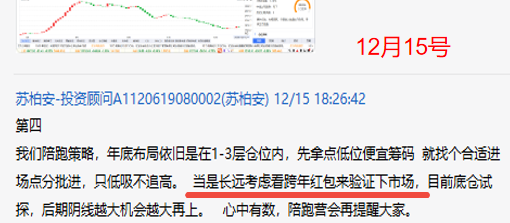 12月15号
苏柏安-投资顾问A1120619080002(苏柏安) 12/15 18:26:42
第四
我们陪跑策略，年底布局依旧是在1-3层仓位内，先拿点低位便宜筹码 就找个合适进
场点分批进，只低吸不追高。 当是长远考虑看跨年红包来验证下市场，目前底仓试
探，后期阴线越大机会越大再上。 心中有数，陪跑营会再提醒大家。